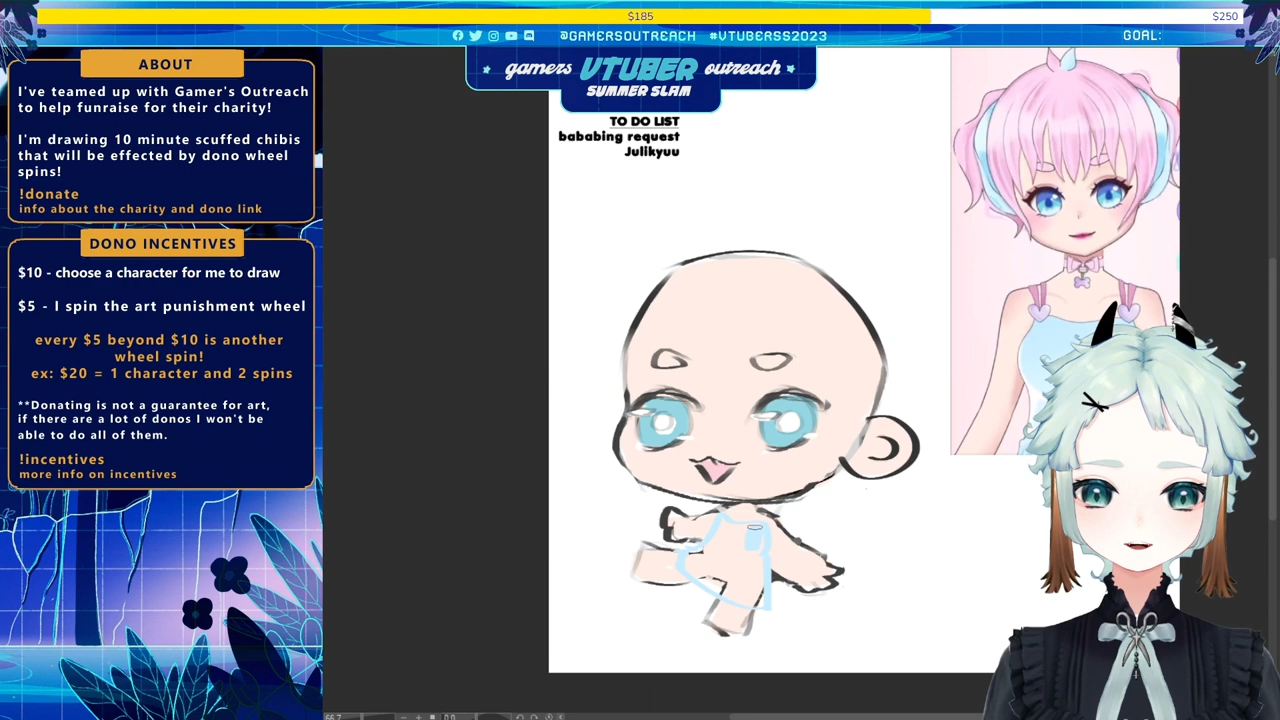 $185
$250
@GAMERSOUTREACH #VTUBERSS2023
GOAL:
gamers VTUBER outreach
SUMMER SLAM
ABOUT
I've teamed up with Gamer's Outreach
to help funraise for their charity!
I'm drawing 10 minute scuffed chibis
that will be effected by dono wheel
spins!
!donate
info about the charity and dono link
DONO INCENTIVES
$10 - choose a character for me to draw
$5 - I spin the art punishment wheel
every $5 beyond $10 is another
wheel spin!
ex: $20 = 1 character and 2 spins
**Donating is not a guarantee for art,
if there are a lot of donos I won't be
able to do all of them.
!incentives
more info on incentives
TO DO LIST
bababing request
Julikyuu
66.7
0.0